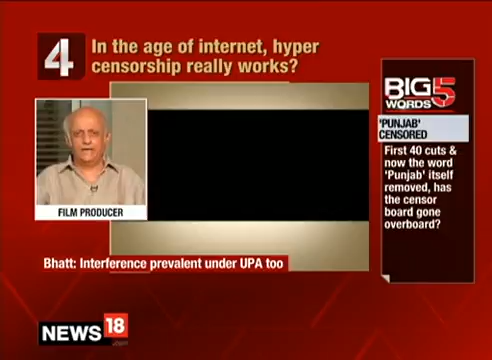 4
In the age of internet, hyper
censorship really works?
BIG 5
WORDS
'PUNJAB'
CENSORED
First 40 cuts &
now the word
'Punjab' itself
removed, has
the censor
board gone
overboard?
FILM PRODUCER
Bhatt: Interference prevalent under UPA too
NEWS 18
.com